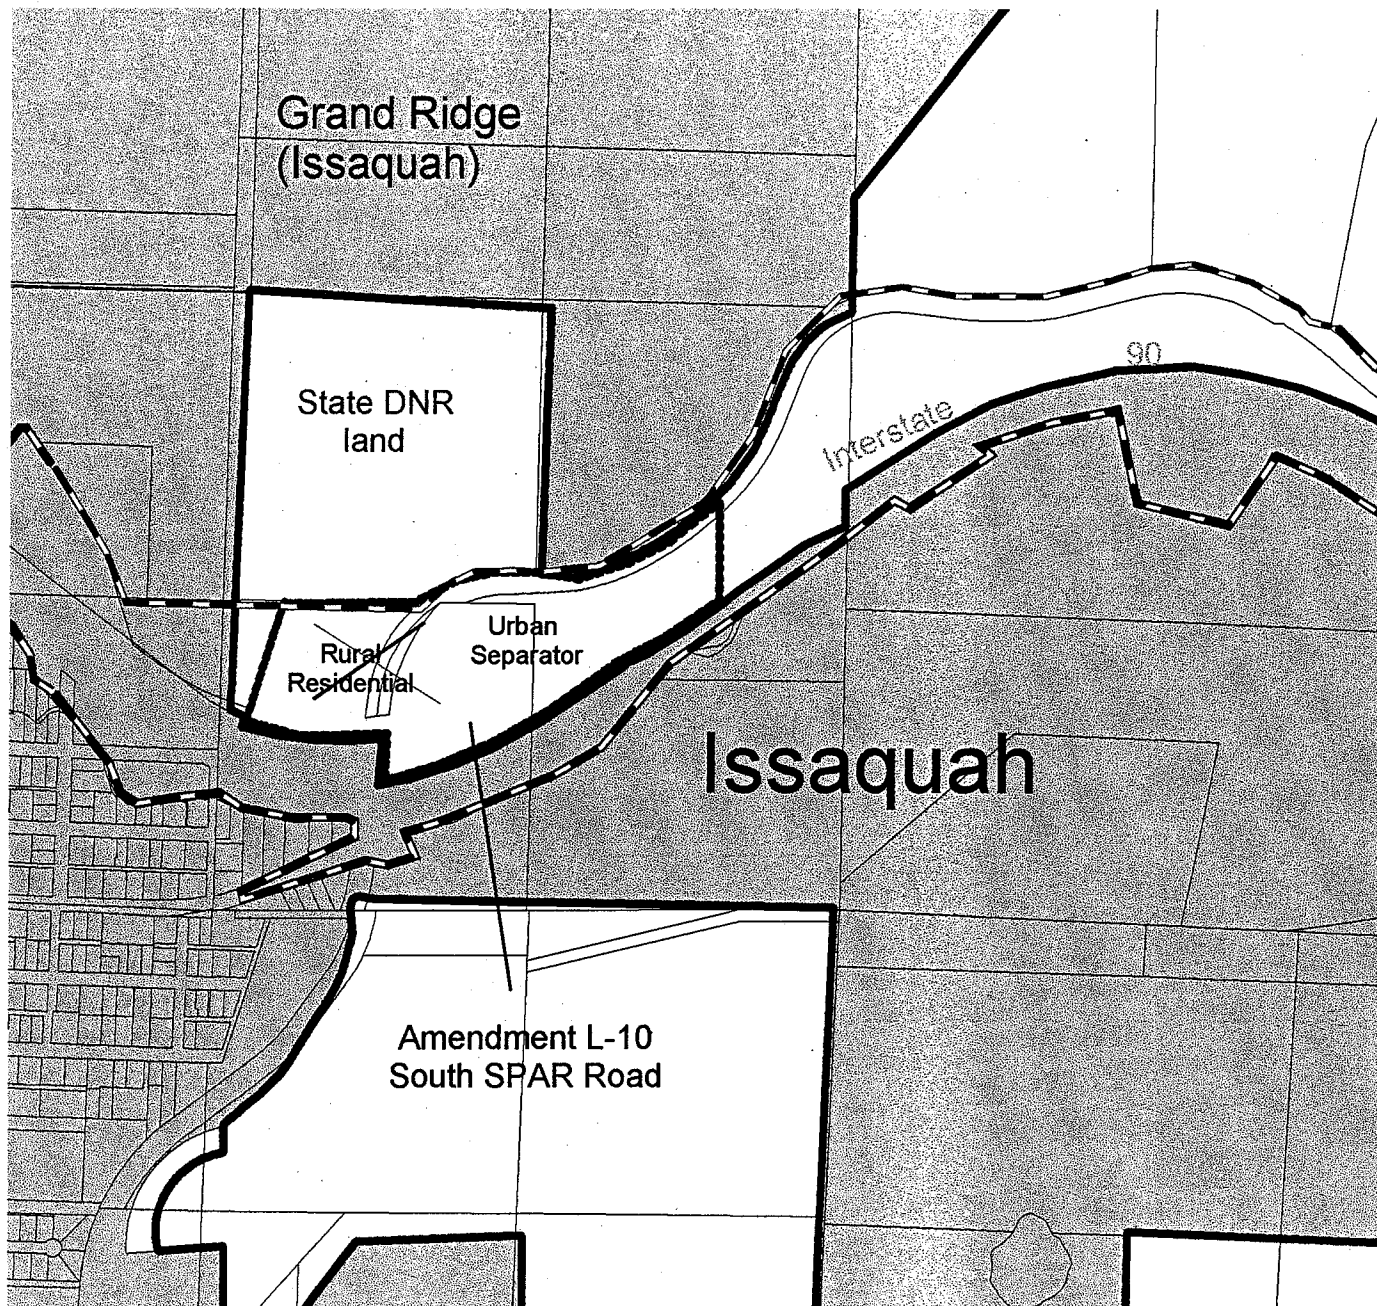 Grand Ridge
(Issaquah)
90
State DNR
land
Interstate
Urban
Separator
Rural
Residential
Issaquah
Amendment L-10
South SPAR Road